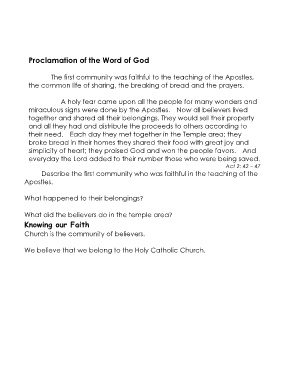 Proclamation of the Word of God
The first community was faithful to the teaching of the Apostles,
the common life of sharing, the breaking of bread and the prayers.
A holy fear came upon all the people for many wonders and
miraculous signs were done by the Apostles. Now all believers lived
together and shared all their belongings. They would sell their property
and all they had and distribute the proceeds to others according to
their need. Each day they met together in the Temple area; they
broke bread in their homes they shared their food with great joy and
simplicity of heart; they praised God and won the people favors. And
everyday the Lord added to their number those who were being saved.
Act 2: 42 – 47
Describe the first community who was faithful in the teaching of the
Apostles.
What happened to their belongings?
What did the believers do in the temple area?
Knowing our Faith
Church is the community of believers.
We believe that we belong to the Holy Catholic Church.